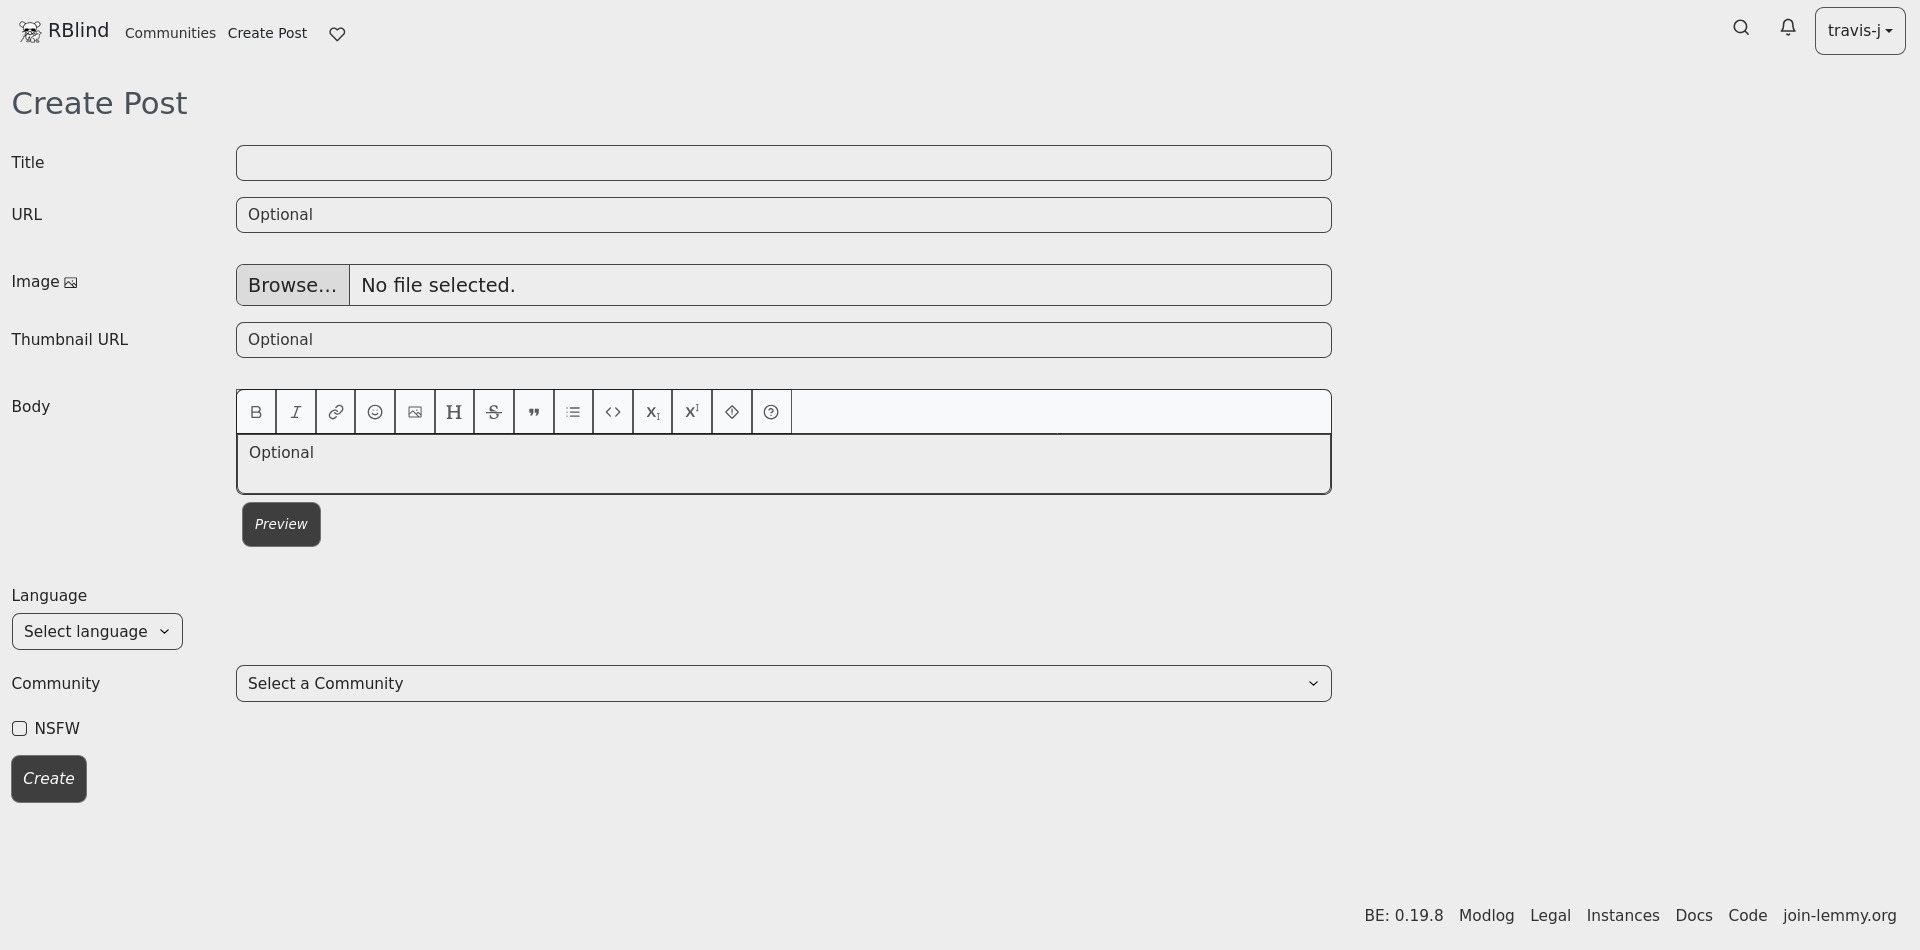 RBlind Communities Create Post travis-j
Create Post
Title
URL Optional
Image Browse... No file selected.
Thumbnail URL Optional
Body
Optional
Preview
Language
Select language
Community Select a Community
NSFW
Create
BE: 0.19.8 Modlog Legal Instances Docs Code join-lemmy.org